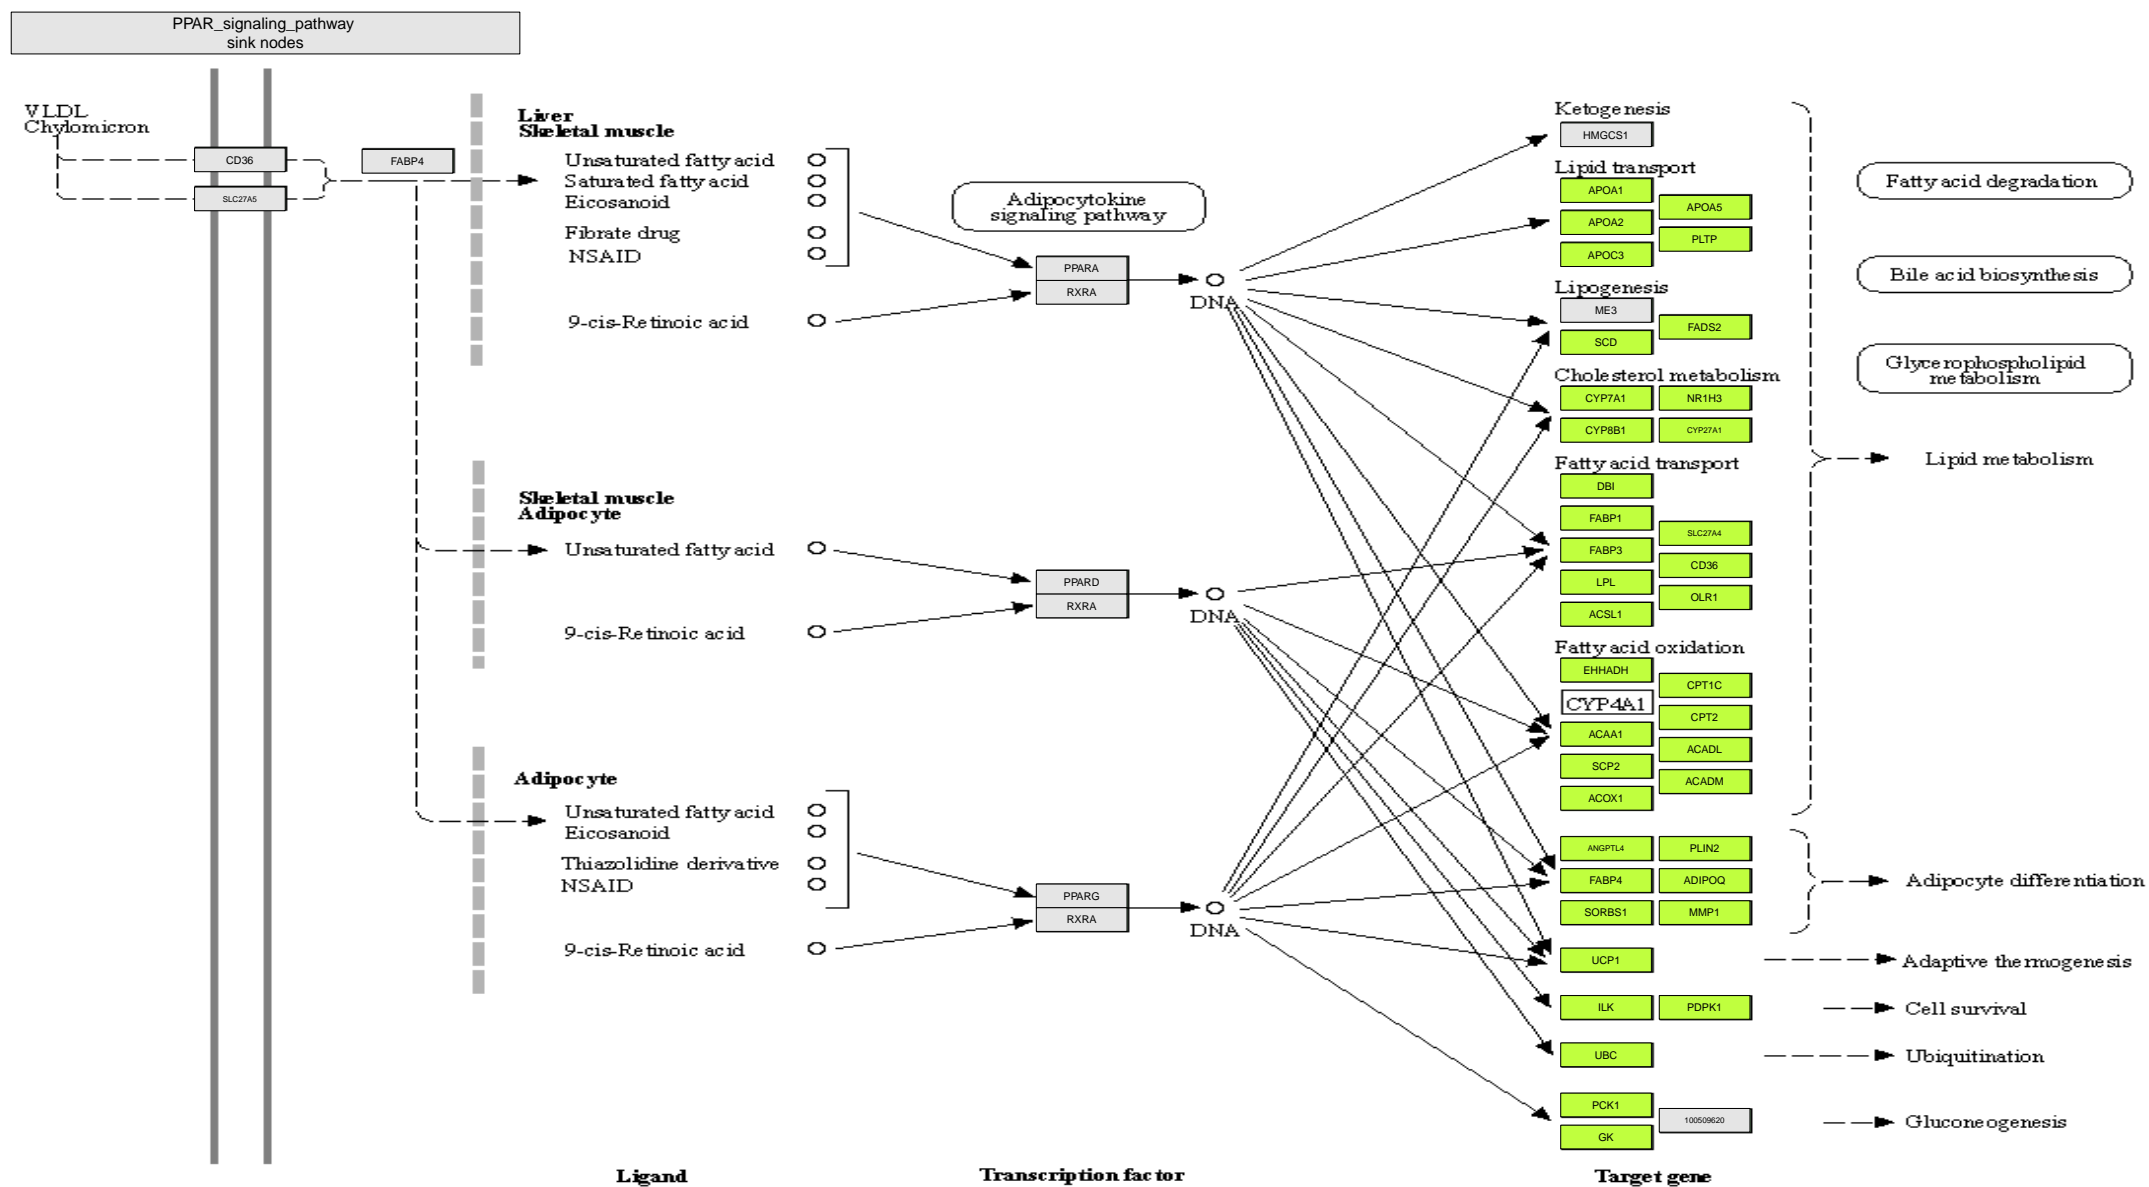 PPAR_signaling_pathway
sink nodes
VLDL
Chylomicron
CD36
SLC27A5
FABP4
Liver
Skeletal muscle
Unsaturated fatty acid
Saturated fatty acid
Eicosanoid
Fibrate drug
NSAID
9-cis-Retinoic acid
Adipocytokine
signaling pathway
PPARA
RXRA
DNA
Skeletal muscle
Adipocyte
Unsaturated fatty acid
9-cis-Retinoic acid
PPARD
RXRA
DNA
Adipocyte
Unsaturated fatty acid
Eicosanoid
Thiazolidine derivative
NSAID
9-cis-Retinoic acid
PPARG
RXRA
DNA
Ketogenesis
HMGCS1
Lipid transport
APOA1
APOA5
APOA2
PLTP
APOC3
Lipogenesis
ME3
FADS2
SCD
Cholesterol metabolism
CYP7A1 NR1H3
CYP8B1 CYP27A1
Fatty acid transport
DBI
FABP1
SLC27A4
FABP3
CD36
LPL
OLR1
ACSL1
Fatty acid oxidation
EHHADH
CPT1C
CYP4A1
CPT2
ACAA1
ACADL
SCP2
ACADM
ACOX1
ANGPTL4 PLIN2
FABP4 ADIPOQ
SORBS1 MMP1
UCP1
ILK PDPK1
UBC
PCK1
100509620
GK
Fatty acid degradation
Bile acid biosynthesis
Glycerophospholipid
metabolism
Lipid metabolism
Adipocyte differentiation
Adaptive thermogenesis
Cell survival
Ubiquitination
Gluconeogenesis
Ligand
Transcription factor
Target gene